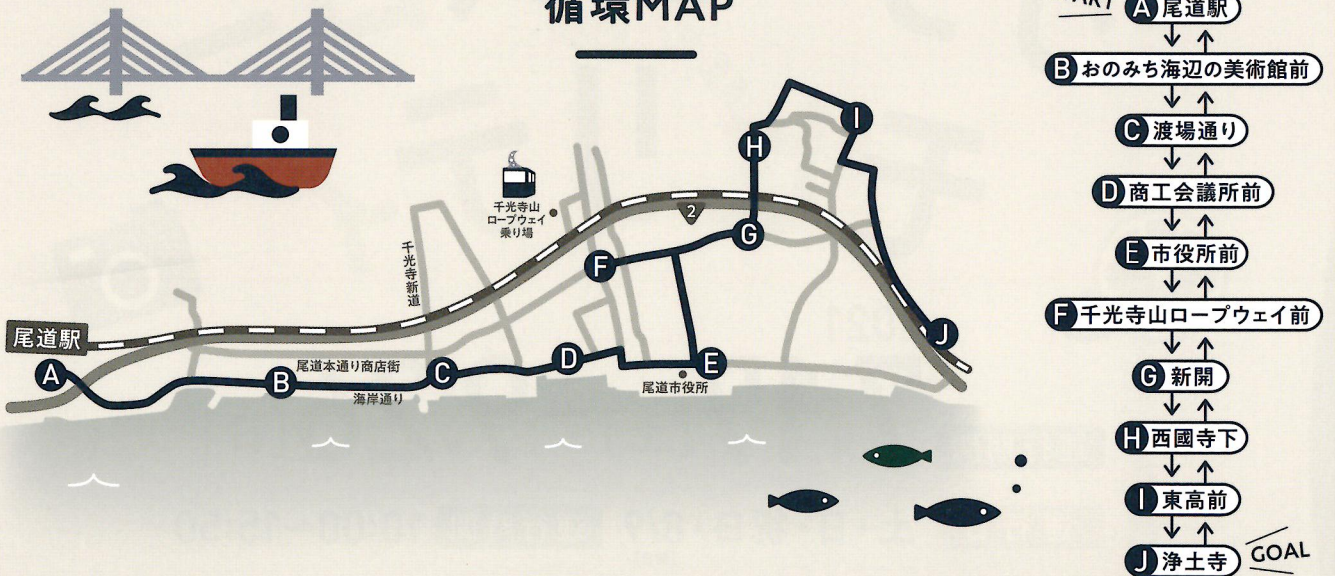 循環MAP
A 尾道駅
B おのみち海辺の美術館前
C 渡場通り
D 商工会議所前
E 市役所前
F 千光寺山ロープウェイ前
G 新開
H 西國寺下
I 東高前
J 浄土寺
GOAL
千光寺山
ロープウェイ
乗り場
2
千光寺新道
尾道駅
尾道本通り商店街
海岸通り
尾道市役所
A
B
C
D
E
F
G
H
I
J